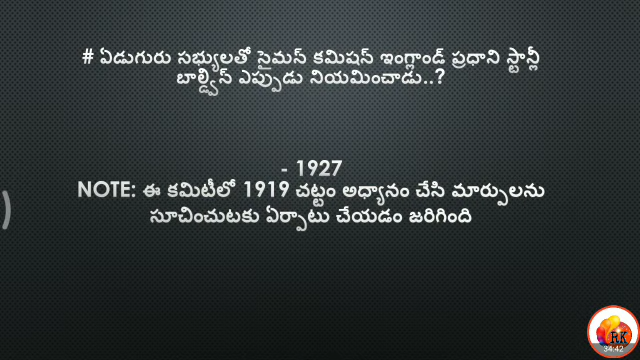 # ఏడుగురు సభ్యులతో సైమన్ కమిషన్ ఇంగ్లాండ్ ప్రధాని స్టాన్లీ
బాల్డ్విన్ ఎప్పుడు నియమించాడు..?
- 1927
NOTE: ఈ కమిటీలో 1919 చట్టం అధ్యానం చేసి మార్పులను
సూచించుటకు ఏర్పాటు చేయడం జరిగింది
RK
34:42